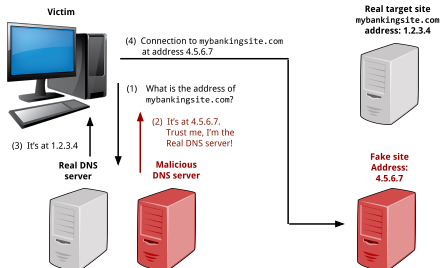 Victim
Real target site
mybankingsite.com
address: 1.2.3.4
(4) Connection to mybankingsite.com
at address 4.5.6.7
(1) What is the address of
mybankingsite.com?
(2) It's at 4.5.6.7.
Trust me, I'm the
Real DNS server!
(3) It's at 1.2.3.4
Real DNS
server
Malicious
DNS server
Fake site
Address:
4.5.6.7